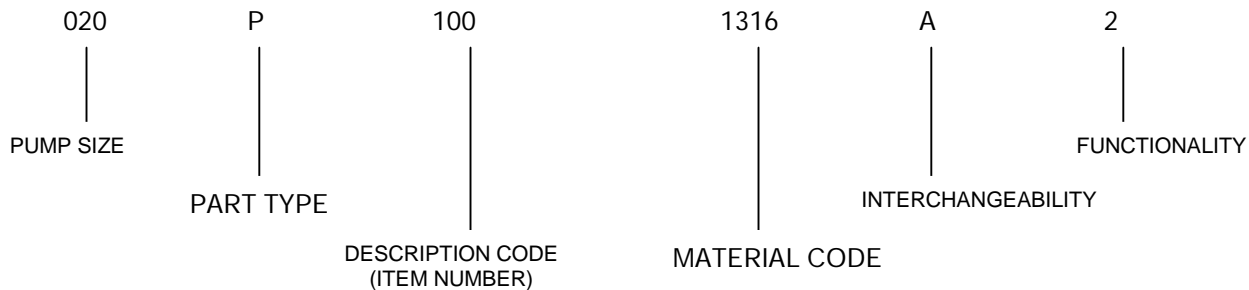 020 P 100 1316 A 2
PUMP SIZE
FUNCTIONALITY
PART TYPE
INTERCHANGEABILITY
DESCRIPTION CODE
(ITEM NUMBER)
MATERIAL CODE